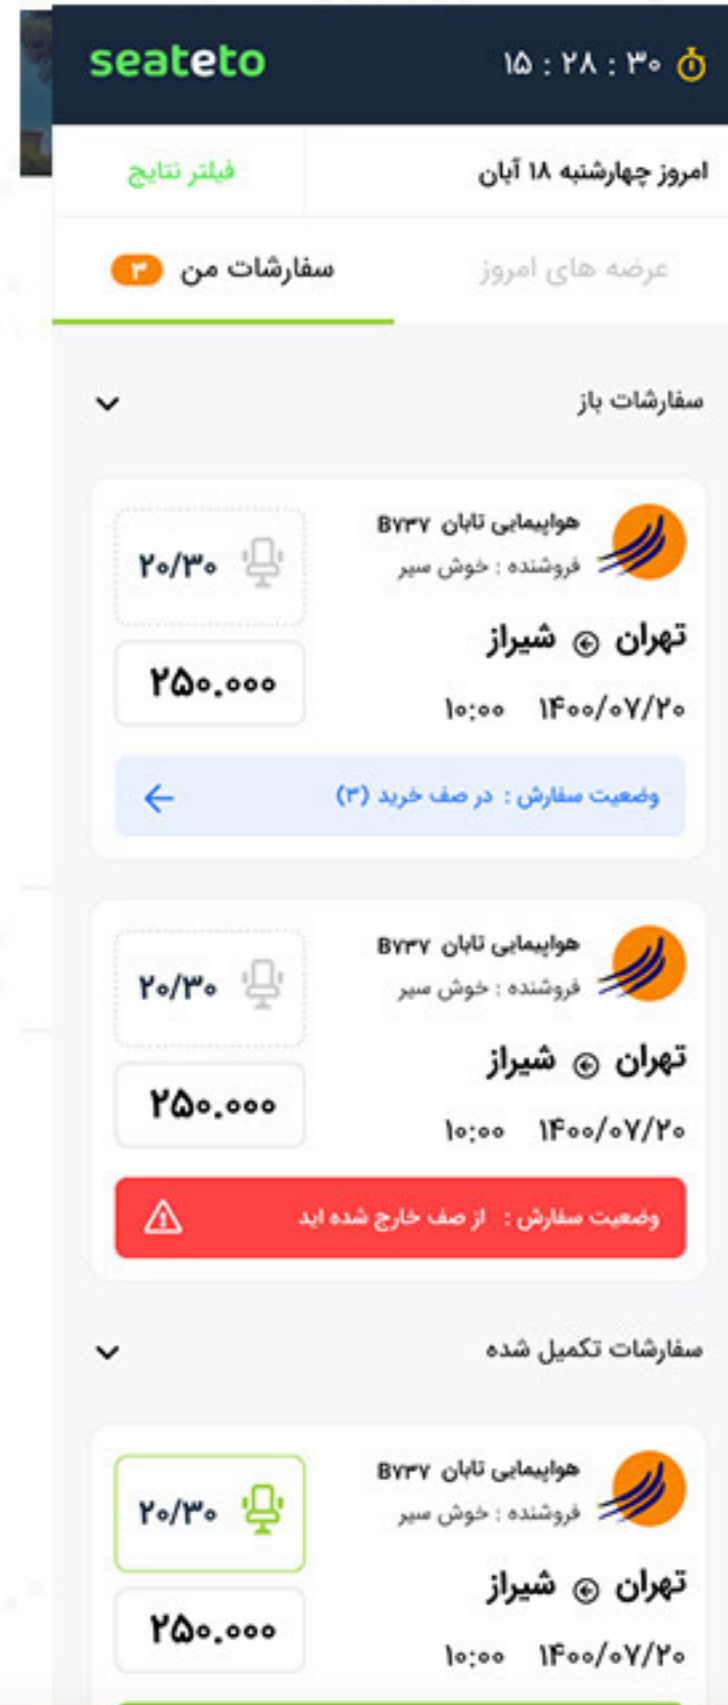 seateto
۱۵ : ۲۸ : ۳۰
امروز چهارشنبه ۱۸ آبان
فیلتر نتایج
عرضه های امروز
سفارشات من ۳
سفارشات باز
هواپیمایی تابان B۷۳۷
فروشنده : خوش سیر
۲۰/۳۰
تهران شیراز
۲۵۰.۰۰۰
۱۴۰۰/۰۷/۲۰ ۱۰:۰۰
وضعیت سفارش : در صف خرید (۳)
هواپیمایی تابان B۷۳۷
فروشنده : خوش سیر
۲۰/۳۰
تهران شیراز
۲۵۰.۰۰۰
۱۴۰۰/۰۷/۲۰ ۱۰:۰۰
وضعیت سفارش : از صف خارج شده اید
سفارشات تکمیل شده
هواپیمایی تابان B۷۳۷
فروشنده : خوش سیر
۲۰/۳۰
تهران شیراز
۲۵۰.۰۰۰
۱۴۰۰/۰۷/۲۰ ۱۰:۰۰